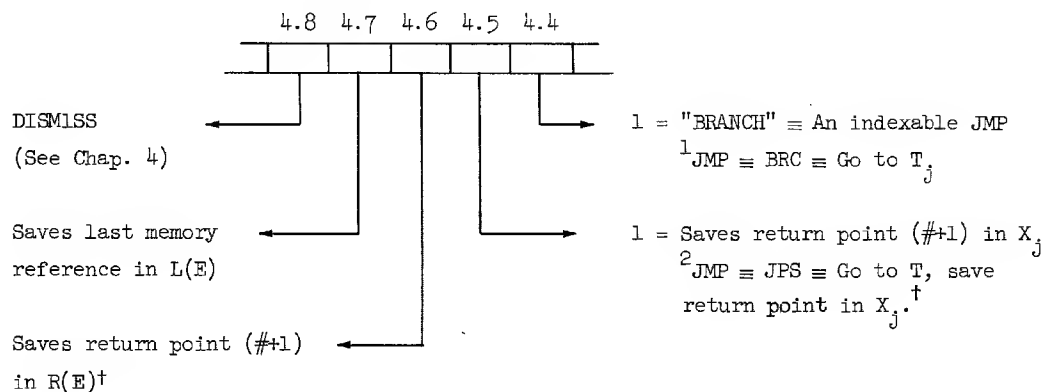 4.8 4.7 4.6 4.5 4.4
DISM1SS
(See Chap. 4)
1 = "BRANCH" ≡ An indexable JMP
¹JMP ≡ BRC ≡ Go to Tⱼ
Saves last memory
reference in L(E)
1 = Saves return point (#+1) in Xⱼ
²JMP ≡ JPS ≡ Go to T, save
return point in Xⱼ.†
Saves return point (#+1)
in R(E)†